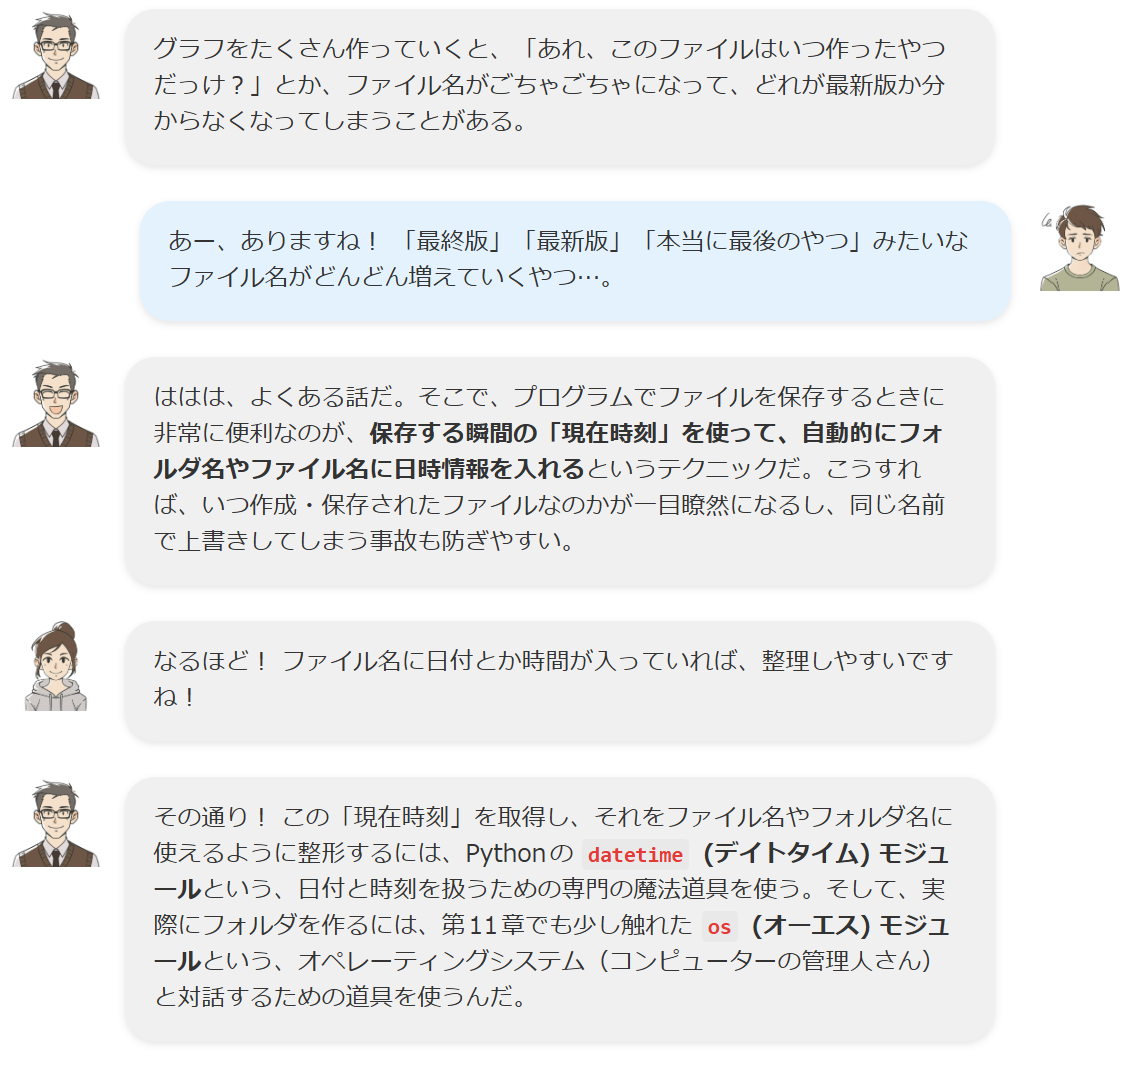 グラフをたくさん作っていくと、「あれ、このファイルはいつ作ったやつ
だっけ？」とか、ファイル名がごちゃごちゃになって、どれが最新版か分
からなくなってしまうことがある。
あー、ありますね！ 「最終版」「最新版」「本当に最後のやつ」みたいな
ファイル名がどんどん増えていくやつ…。
ははは、よくある話だ。そこで、プログラムでファイルを保存するときに
非常に便利なのが、保存する瞬間の「現在時刻」を使って、自動的にフォ
ルダ名やファイル名に日時情報を入れるというテクニックだ。こうすれ
ば、いつ作成・保存されたファイルなのかが一目瞭然になるし、同じ名前
で上書きしてしまう事故も防ぎやすい。
なるほど！ ファイル名に日付とか時間が入っていれば、整理しやすいです
ね！
その通り！ この「現在時刻」を取得し、それをファイル名やフォルダ名に
使えるように整形するには、Pythonの datetime (デイトタイム) モジュ
ールという、日付と時刻を扱うための専門の魔法道具を使う。そして、実
際にフォルダを作るには、第11章でも少し触れた os (オーエス) モジュ
ールという、オペレーティングシステム（コンピューターの管理人さん）
と対話するための道具を使うんだ。